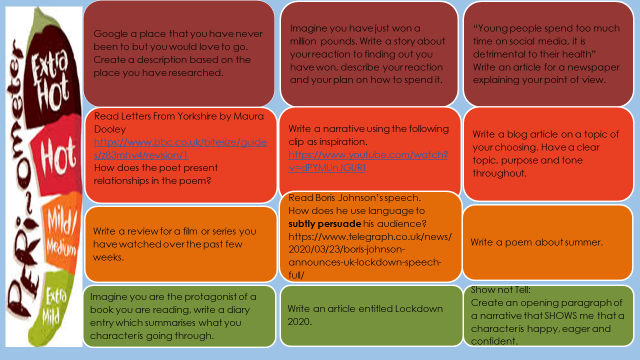 PERi-Ometer
Extra Hot
Hot
Mild/Medium
Extra Mild
Google a place that you have never
been to but you would love to go.
Create a description based on the
place you have researched.
Imagine you have just won a
million pounds. Write a story about
your reaction to finding out you
have won, describe your reaction
and your plan on how to spend it.
“Young people spend too much
time on social media, it is
detrimental to their health”
Write an article for a newspaper
explaining your point of view.
Read Letters From Yorkshire by Maura
Dooley
How does the poet present
relationships in the poem?
Write a narrative using the following
clip as inspiration.
https://www.youtube.com/watch?
Write a blog article on a topic of
your choosing. Have a clear
topic, purpose and tone
throughout.
Write a review for a film or series you
have watched over the past few
weeks.
Read Boris Johnson’s speech.
How does he use language to
subtly persuade his audience?
https://www.telegraph.co.uk/news/
2020/03/23/boris-johnson-
announces-uk-lockdown-speech-
full/
Write a poem about summer.
Imagine you are the protagonist of a
book you are reading, write a diary
entry which summarises what you
character is going through.
Write an article entitled Lockdown
2020.
Show not Tell:
Create an opening paragraph of
a narrative that SHOWS me that a
character is happy, eager and
confident.